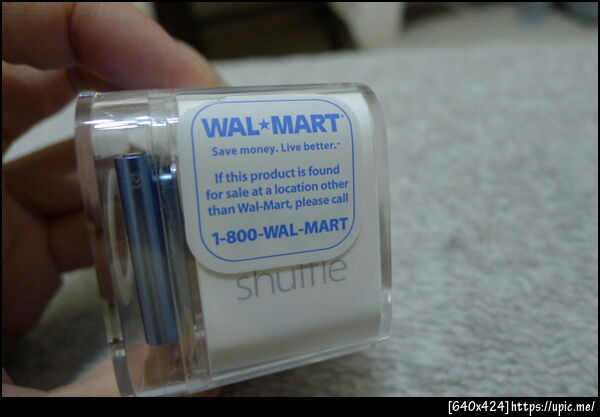 WAL★MART®
Save money. Live better.™
If this product is found
for sale at a location other
than Wal-Mart, please call
1-800-WAL-MART
shuffle
[640x424]https://upic.me/